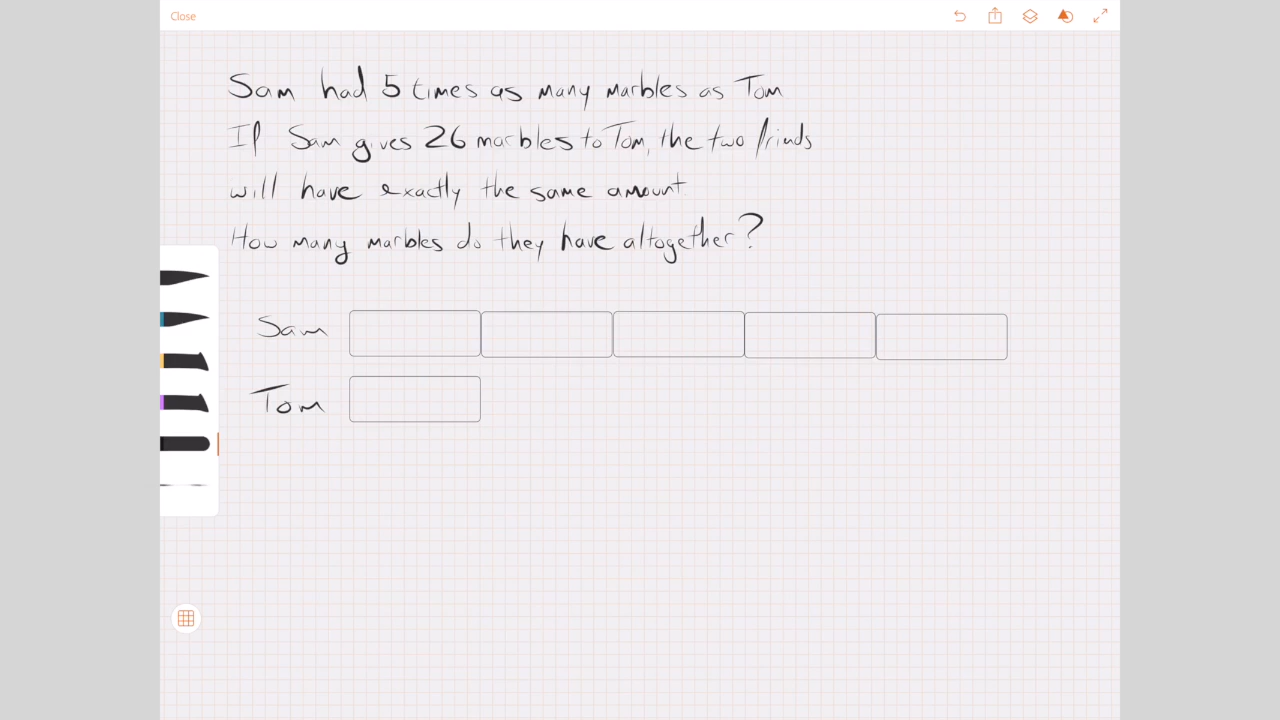 Close
Sam had 5 times as many marbles as Tom
If Sam gives 26 marbles to Tom, the two friends
will have exactly the same amount
How many marbles do they have altogether?
Sam
Tom